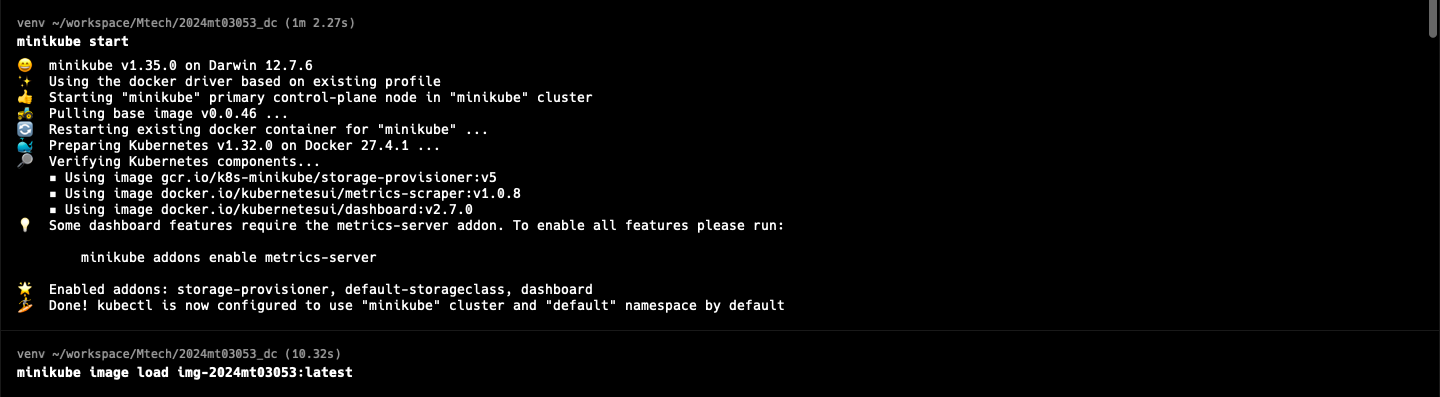 venv ~/workspace/Mtech/2024mt03053_dc (1m 2.27s)
minikube start
😄 minikube v1.35.0 on Darwin 12.7.6
✨ Using the docker driver based on existing profile
👍 Starting "minikube" primary control-plane node in "minikube" cluster
🚜 Pulling base image v0.0.46 ...
🔄 Restarting existing docker container for "minikube" ...
🐳 Preparing Kubernetes v1.32.0 on Docker 27.4.1 ...
🔎 Verifying Kubernetes components...
▪ Using image gcr.io/k8s-minikube/storage-provisioner:v5
▪ Using image docker.io/kubernetesui/metrics-scraper:v1.0.8
▪ Using image docker.io/kubernetesui/dashboard:v2.7.0
💡 Some dashboard features require the metrics-server addon. To enable all features please run:
minikube addons enable metrics-server
🌟 Enabled addons: storage-provisioner, default-storageclass, dashboard
🏄 Done! kubectl is now configured to use "minikube" cluster and "default" namespace by default
venv ~/workspace/Mtech/2024mt03053_dc (10.32s)
minikube image load img-2024mt03053:latest